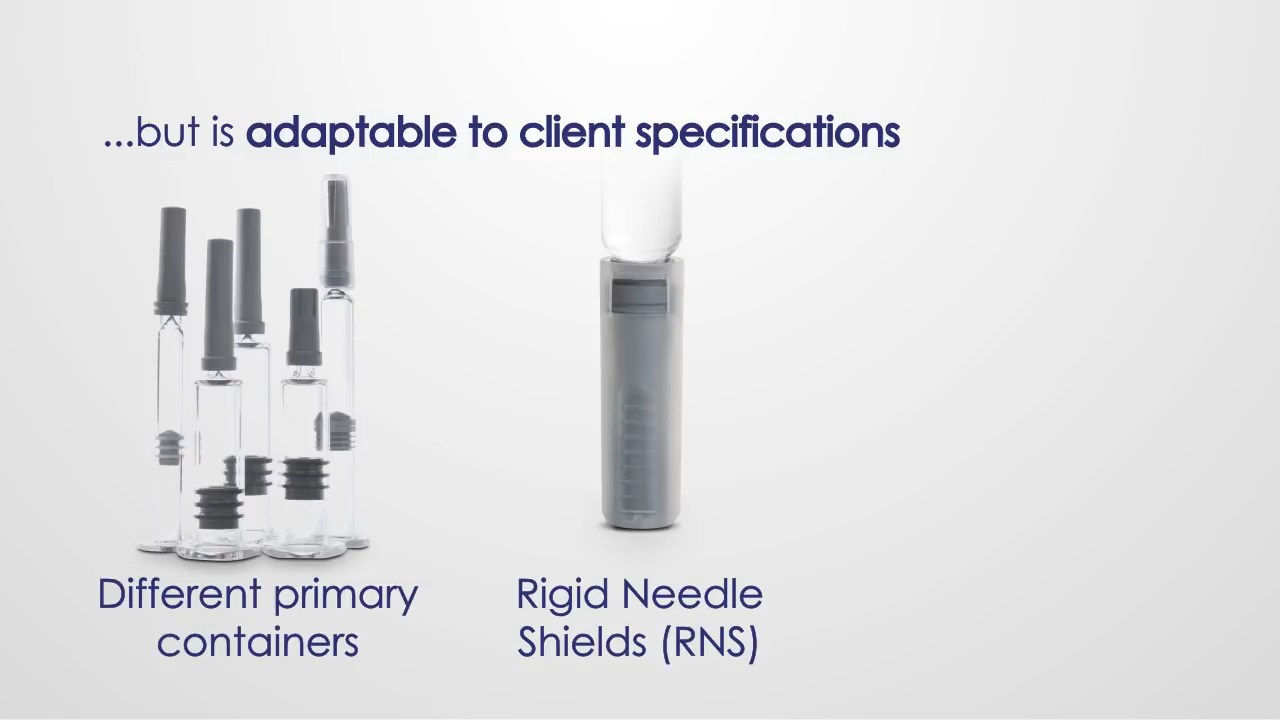 ...but is adaptable to client specifications
Different primary
containers
Rigid Needle
Shields (RNS)